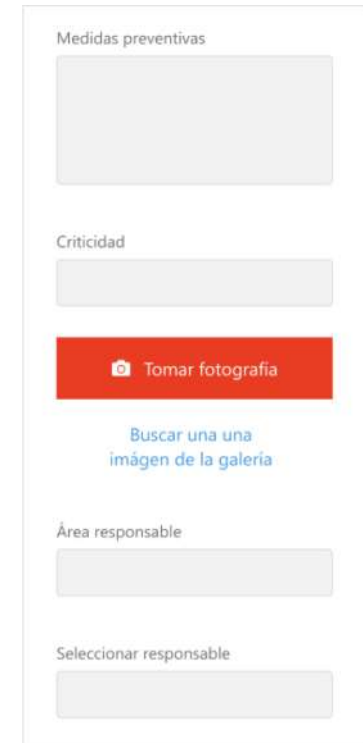 Medidas preventivas
Criticidad
Tomar fotografía
Buscar una una
imágen de la galería
Área responsable
Seleccionar responsable